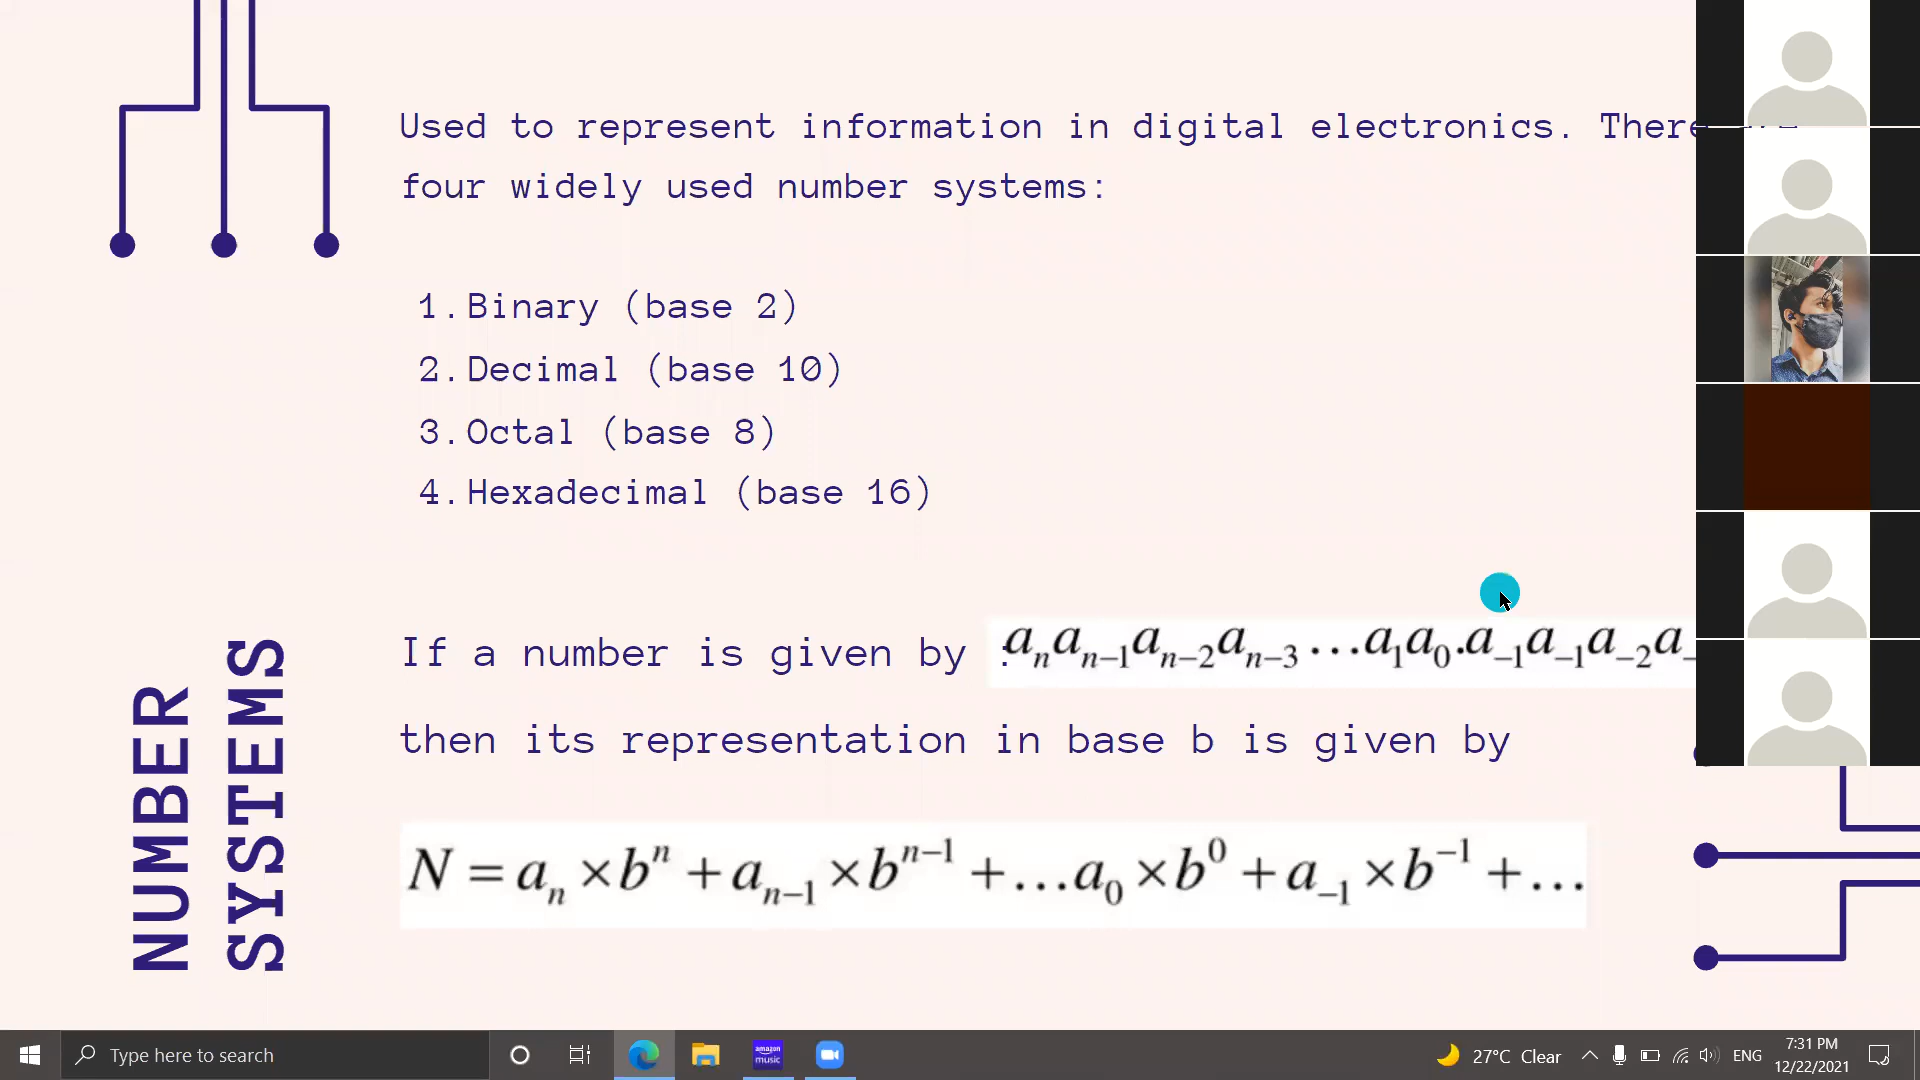 Used to represent information in digital electronics. There
four widely used number systems:
1.Binary (base 2)
2.Decimal (base 10)
3.Octal (base 8)
4.Hexadecimal (base 16)
If a number is given by : aₙaₙ₋₁aₙ₋₂aₙ₋₃ ...a₁a₀.a₋₁a₋₁a₋₂a₋
then its representation in base b is given by
N = aₙ × bⁿ + aₙ₋₁ × bⁿ⁻¹ + ...a₀ × b⁰ + a₋₁ × b⁻¹ + ...
NUMBER
SYSTEMS
Type here to search
amazon
music
27°C Clear
ENG
7:31 PM
12/22/2021